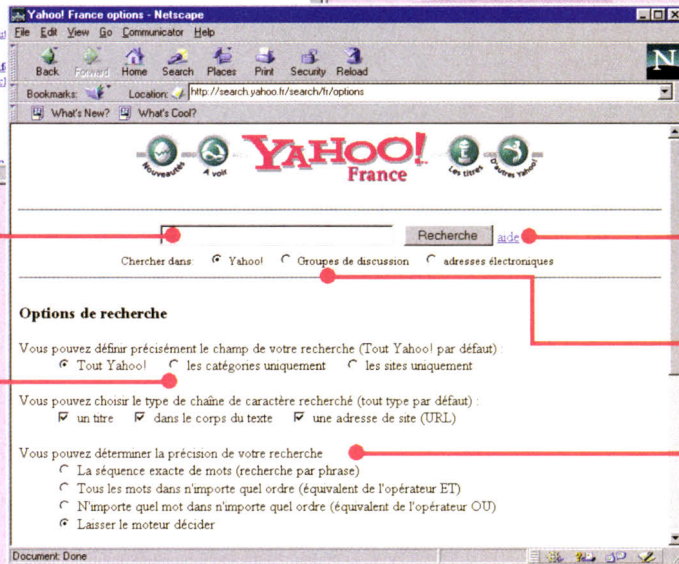 Yahoo! France options - Netscape
File Edit View Go Communicator Help
Back Forward Home Search Places Print Security Reload
N
Bookmarks: Location: http://search.yahoo.fr/search/fr/options
What's New? What's Cool?
Nouveautés A voir YAHOO! Les titres D'autres Yahoo!
France
Recherche aide
Chercher dans: Yahoo! Groupes de discussion adresses électroniques
Options de recherche
Vous pouvez définir précisément le champ de votre recherche (Tout Yahoo! par défaut) :
Tout Yahoo! les catégories uniquement les sites uniquement
Vous pouvez choisir le type de chaîne de caractère recherché (tout type par défaut) :
un titre dans le corps du texte une adresse de site (URL)
Vous pouvez déterminer la précision de votre recherche
La séquence exacte de mots (recherche par phrase)
Tous les mots dans n'importe quel ordre (équivalent de l'opérateur ET)
N'importe quel mot dans n'importe quel ordre (équivalent de l'opérateur OU)
Laisser le moteur décider
Document: Done